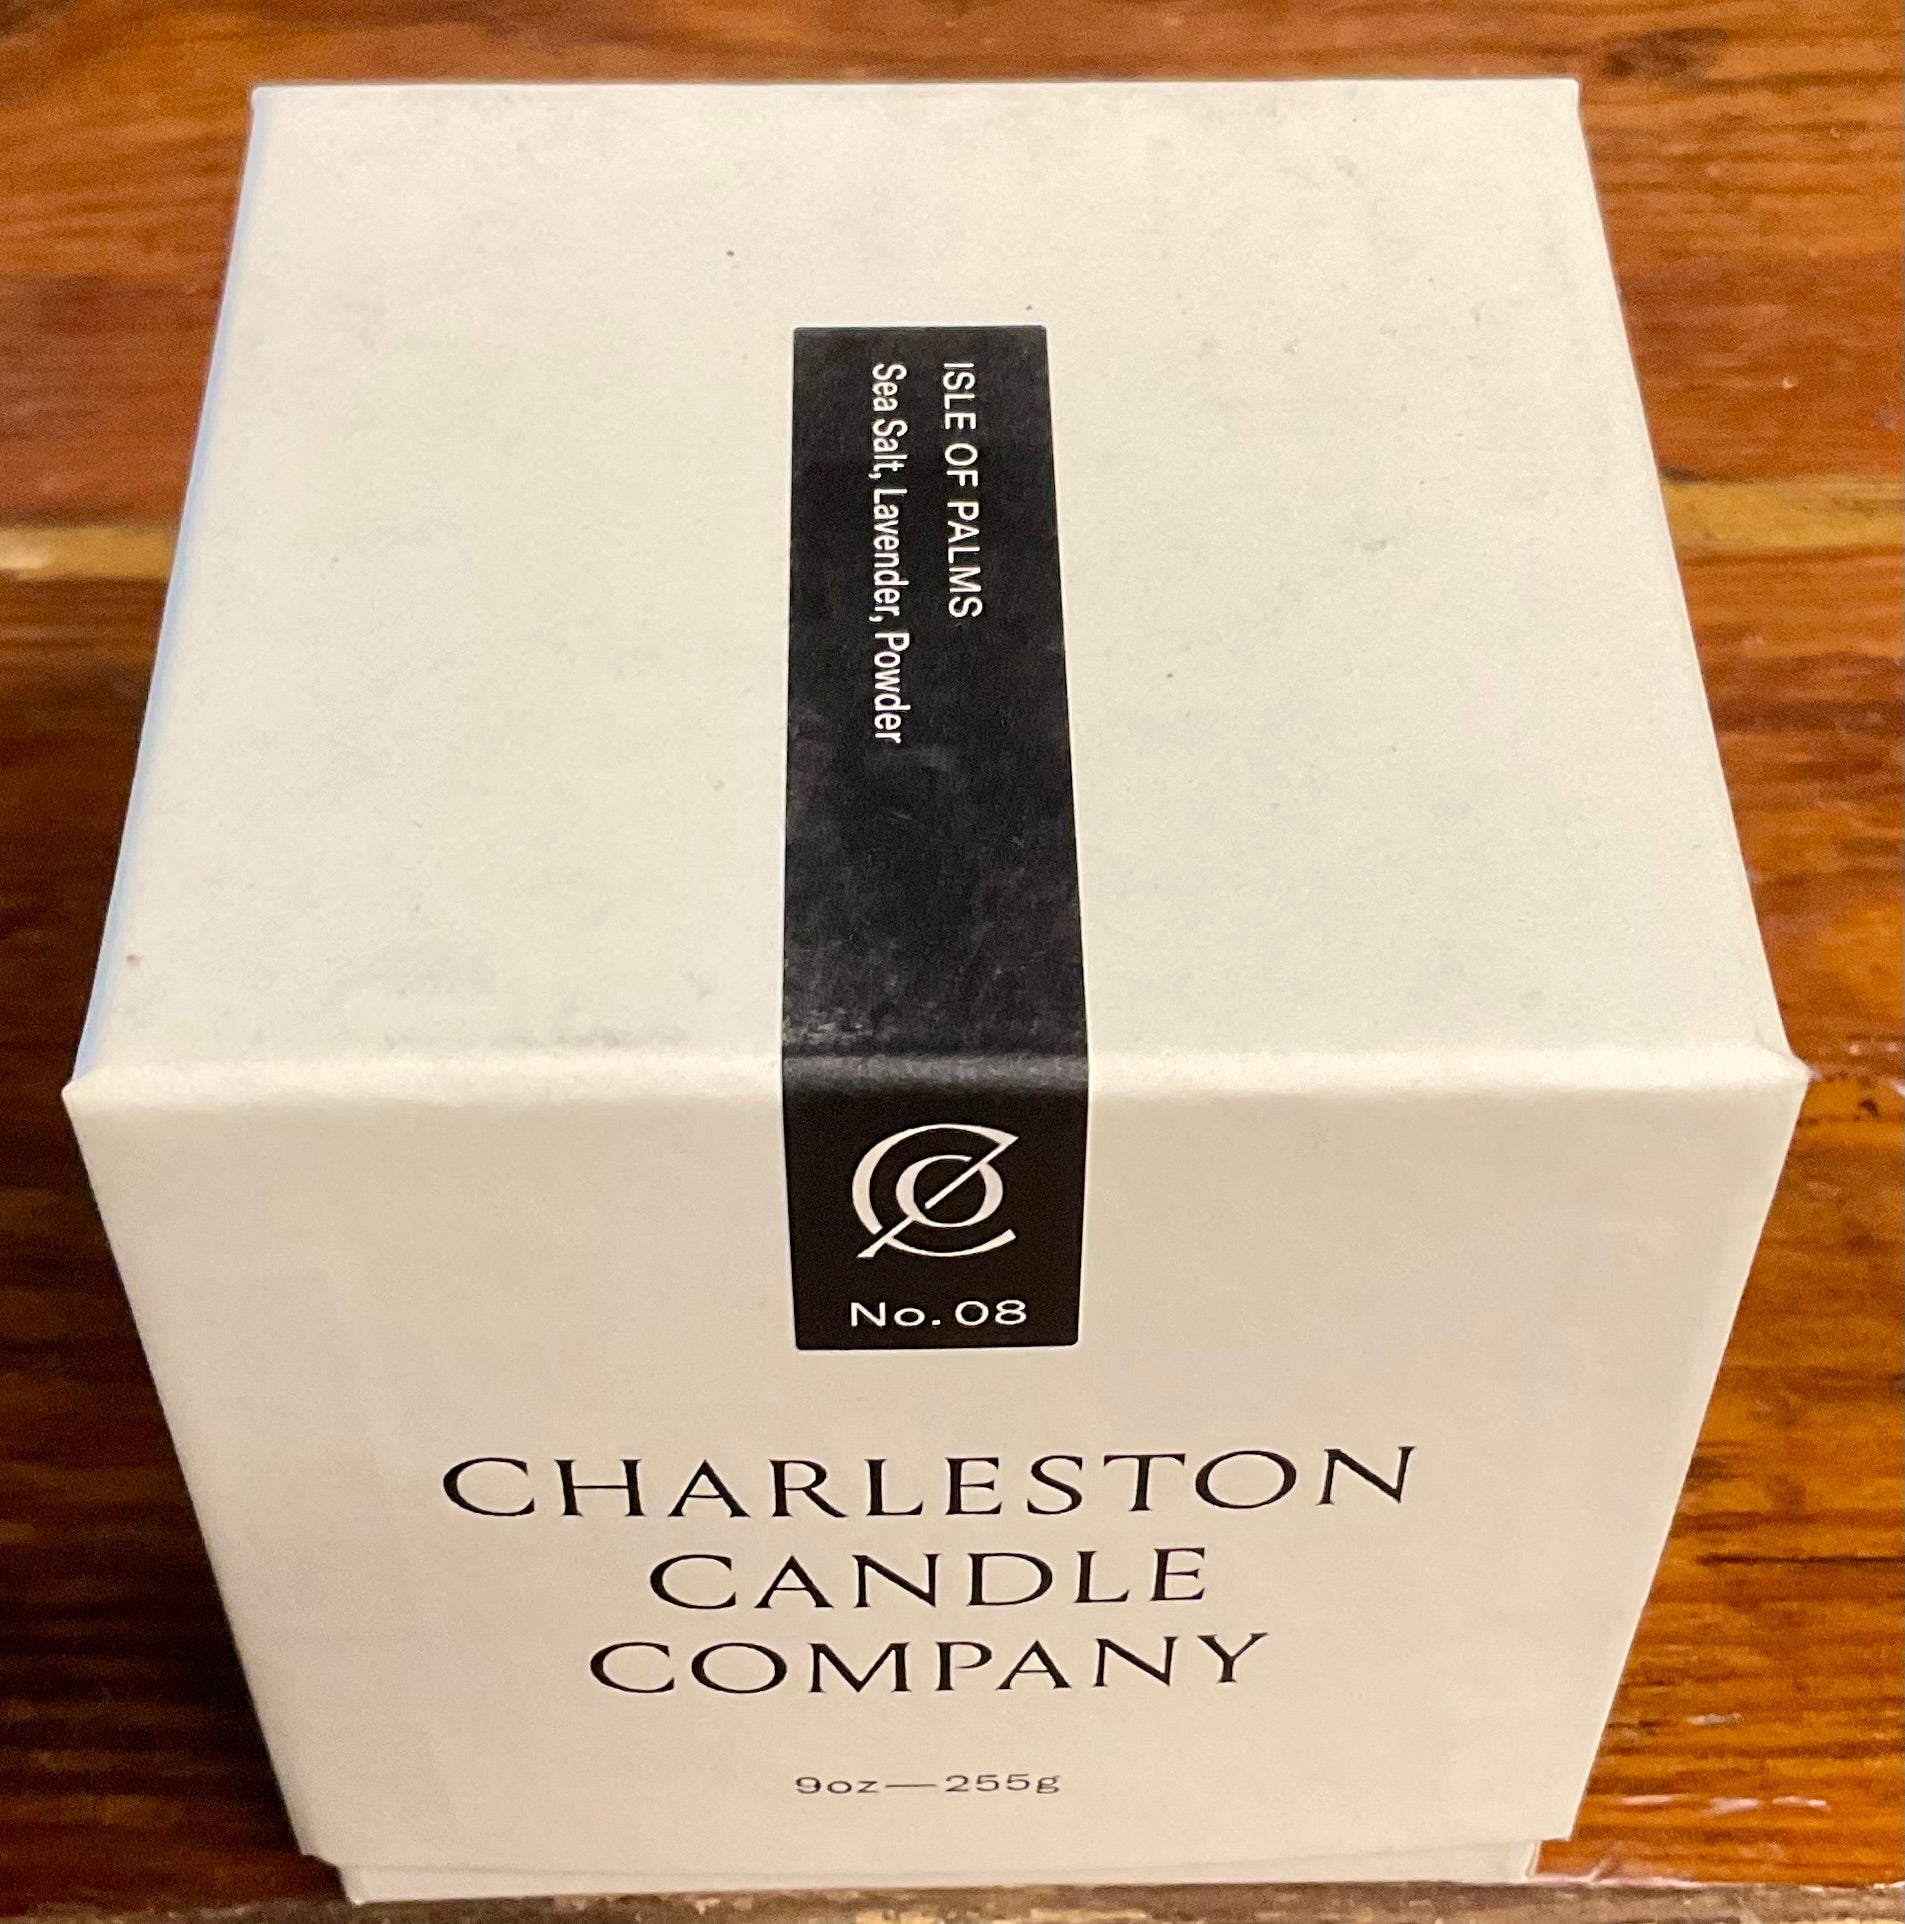 ISLE OF PALMS
Sea Salt, Lavender, Powder
No. 08
CHARLESTON
CANDLE
COMPANY
9oz—255g